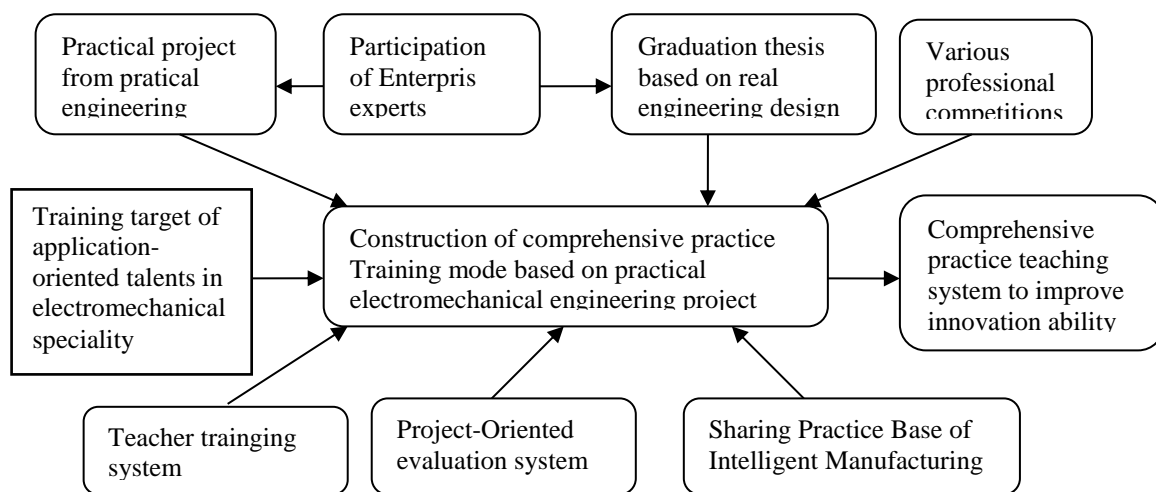 Practical project
from pratical
engineering
Participation
of Enterpris
experts
Graduation thesis
based on real
engineering design
Various
professional
competitions
Training target of
application-
oriented talents in
electromechanical
speciality
Construction of comprehensive practice
Training mode based on practical
electromechanical engineering project
Comprehensive
practice teaching
system to improve
innovation ability
Teacher trainging
system
Project-Oriented
evaluation system
Sharing Practice Base of
Intelligent Manufacturing